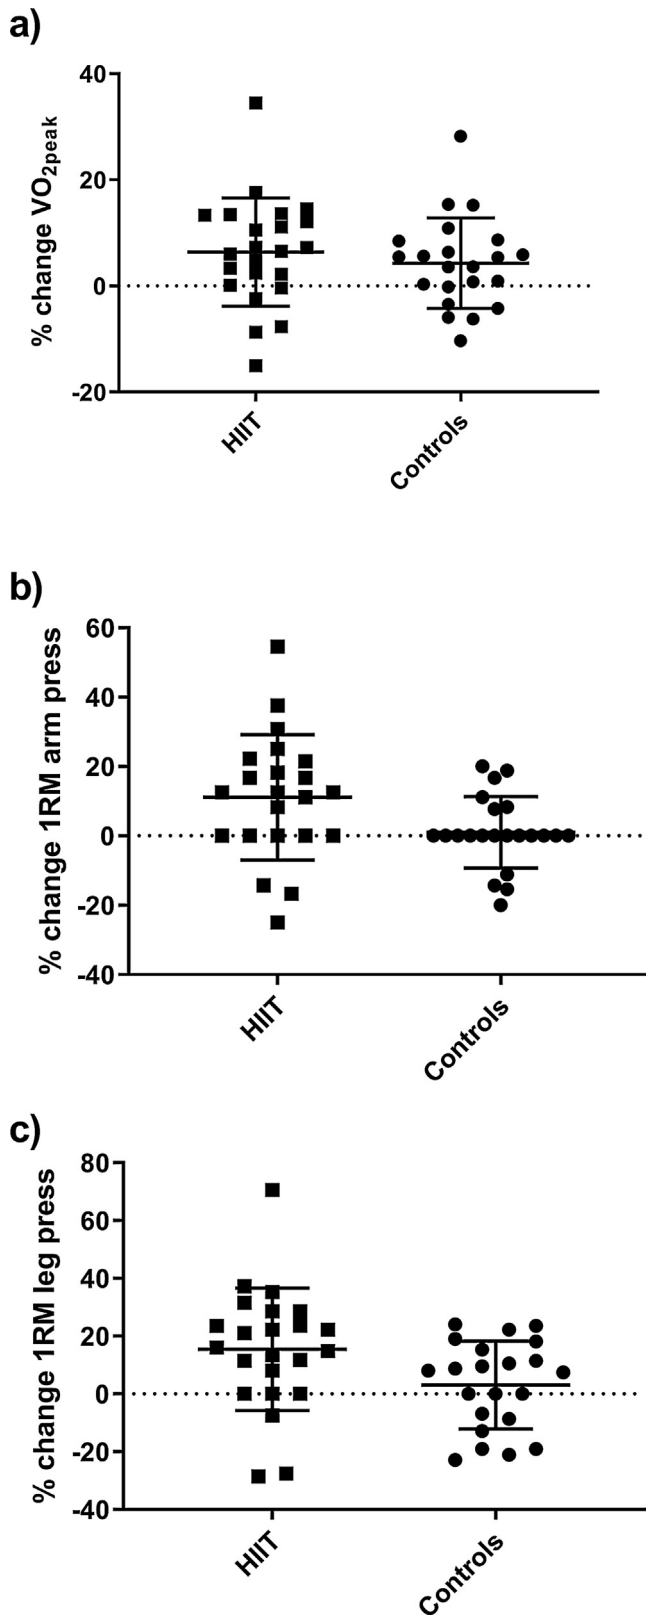 a)
% change VO2peak
40
20
0
-20
HIIT
Controls
b)
% change 1RM arm press
60
40
20
0
-20
-40
HIIT
Controls
c)
% change 1RM leg press
80
60
40
20
0
-20
-40
HIIT
Controls